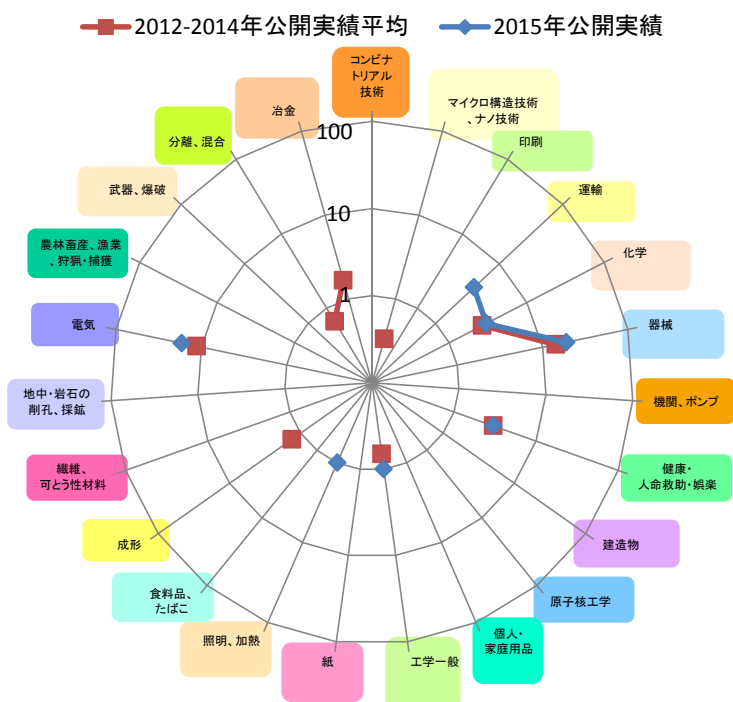 2012-2014年公開実績平均
2015年公開実績
コンビナ
トリアル
技術
マイクロ構造技術
、ナノ技術
印刷
運輸
化学
器械
機関、ポンプ
健康・
人命救助・娯楽
建造物
原子核工学
個人・
家庭用品
工学一般
紙
照明、加熱
食料品、
たばこ
成形
繊維、
可とう性材料
地中・岩石の
削孔、採鉱
電気
農林畜産、漁業
、狩猟・捕獲
武器、爆破
分離、混合
冶金
100
10
1